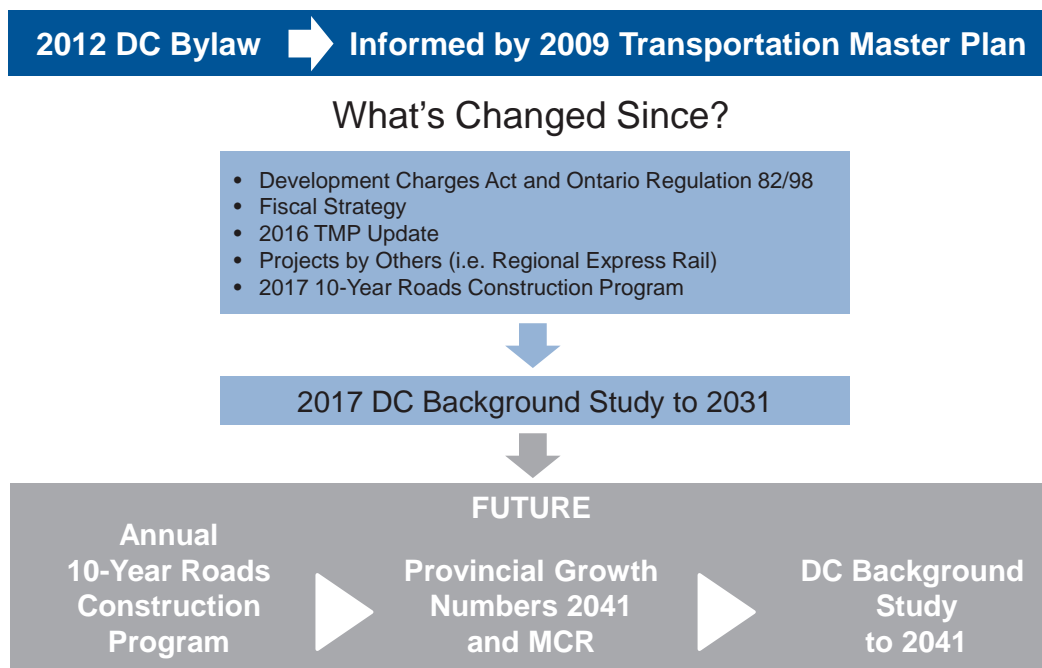 2012 DC Bylaw Informed by 2009 Transportation Master Plan
What's Changed Since?
• Development Charges Act and Ontario Regulation 82/98
• Fiscal Strategy
• 2016 TMP Update
• Projects by Others (i.e. Regional Express Rail)
• 2017 10-Year Roads Construction Program
2017 DC Background Study to 2031
FUTURE
Annual
10-Year Roads
Construction
Program
Provincial Growth
Numbers 2041
and MCR
DC Background
Study
to 2041